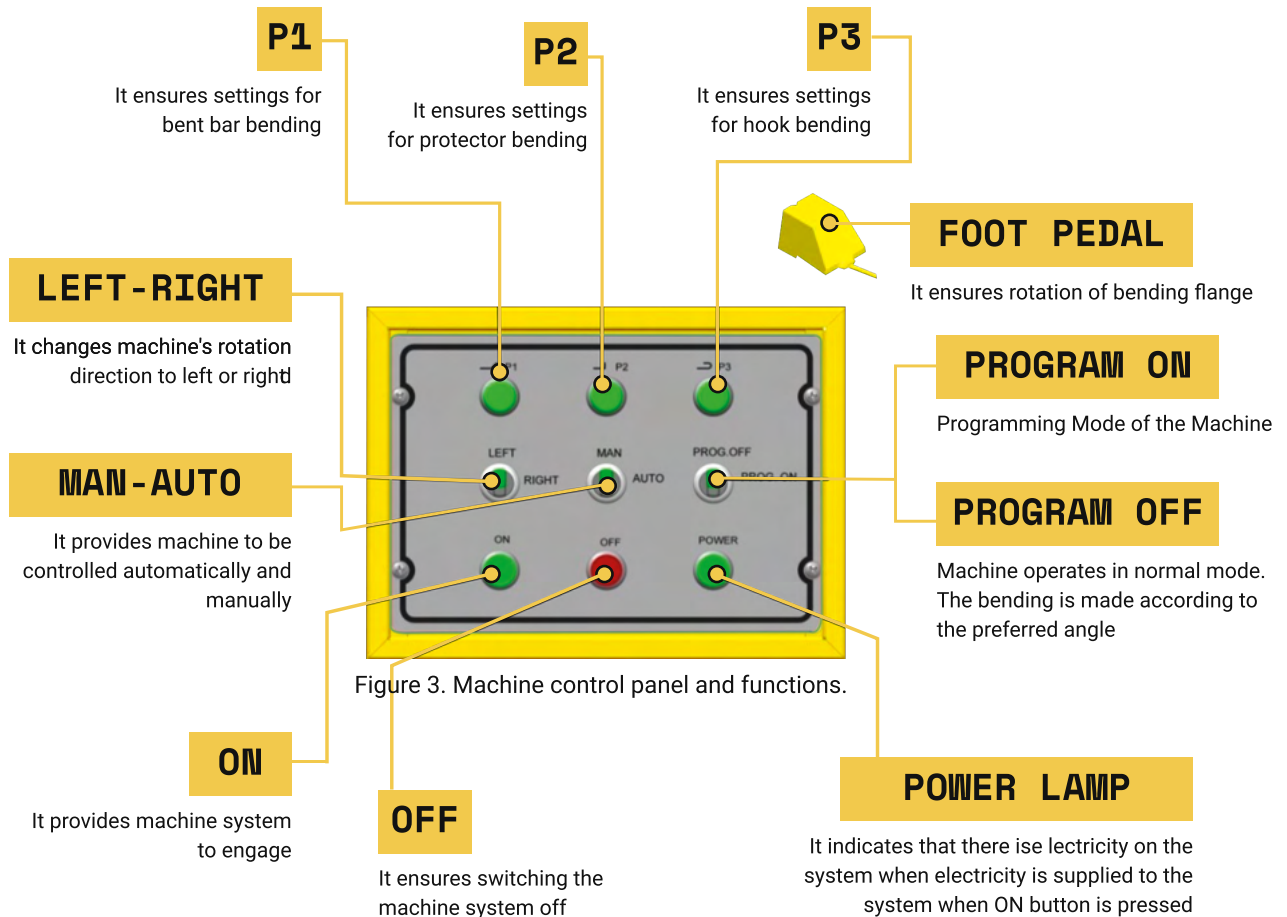 P1
It ensures settings for
bent bar bending
P2
It ensures settings
for protector bending
P3
It ensures settings
for hook bending
FOOT PEDAL
It ensures rotation of bending flange
LEFT-RIGHT
It changes machine's rotation
direction to left or right
PROGRAM ON
Programming Mode of the Machine
MAN-AUTO
It provides machine to be
controlled automatically and
manually
PROGRAM OFF
Machine operates in normal mode.
The bending is made according to
the preferred angle
P1
P2
P3
LEFT
RIGHT
MAN
AUTO
PROG.OFF
PROG.ON
ON
OFF
POWER
Figure 3. Machine control panel and functions.
ON
It provides machine system
to engage
OFF
It ensures switching the
machine system off
POWER LAMP
It indicates that there ise lectricity on the
system when electricity is supplied to the
system when ON button is pressed